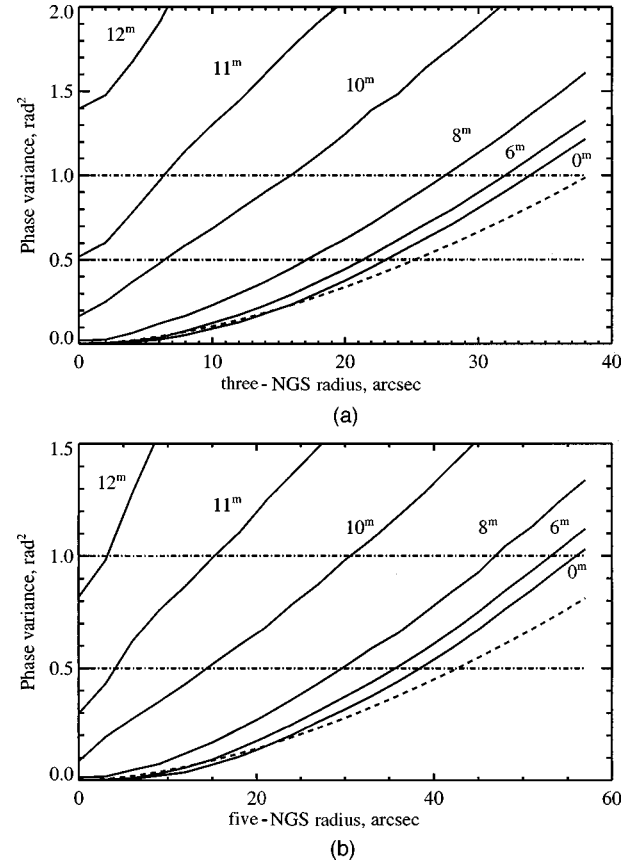 2.0
1.5
1.0
0.5
0.0
Phase variance, rad²
12ᵐ
11ᵐ
10ᵐ
8ᵐ
6ᵐ
0ᵐ
0 10 20 30 40
three-NGS radius, arcsec
(a)
1.5
1.0
0.5
0.0
Phase variance, rad²
12ᵐ
11ᵐ
10ᵐ
8ᵐ
6ᵐ
0ᵐ
0 20 40 60
five-NGS radius, arcsec
(b)